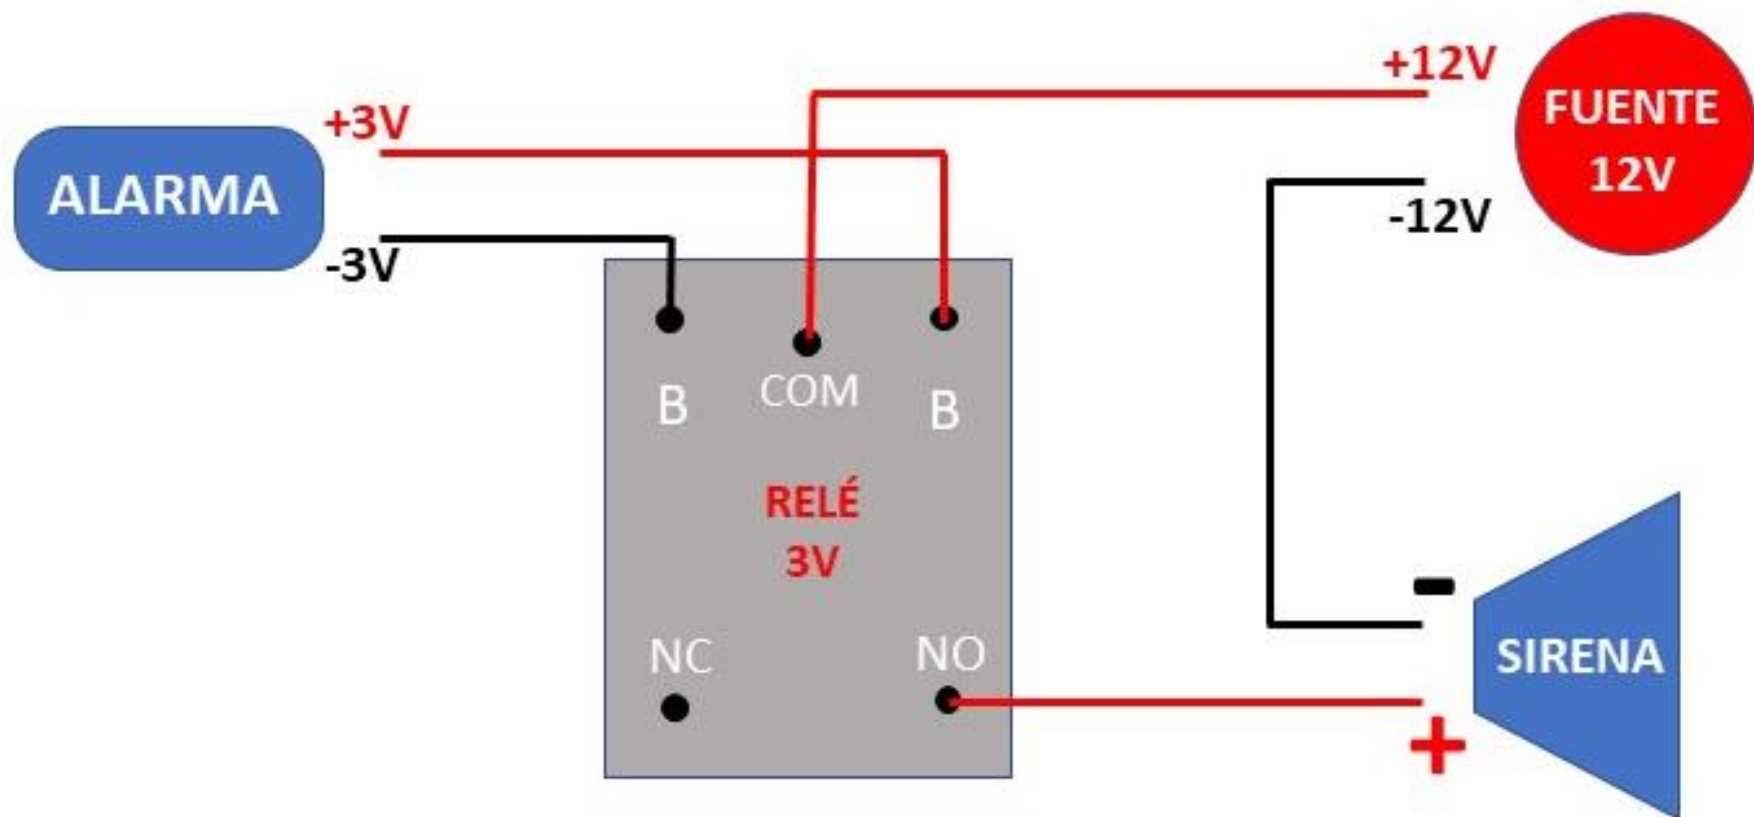 ALARMA
+3V
-3V
+12V
-12V
FUENTE
12V
B
COM
B
RELÉ
3V
NC
NO
-
+
SIRENA